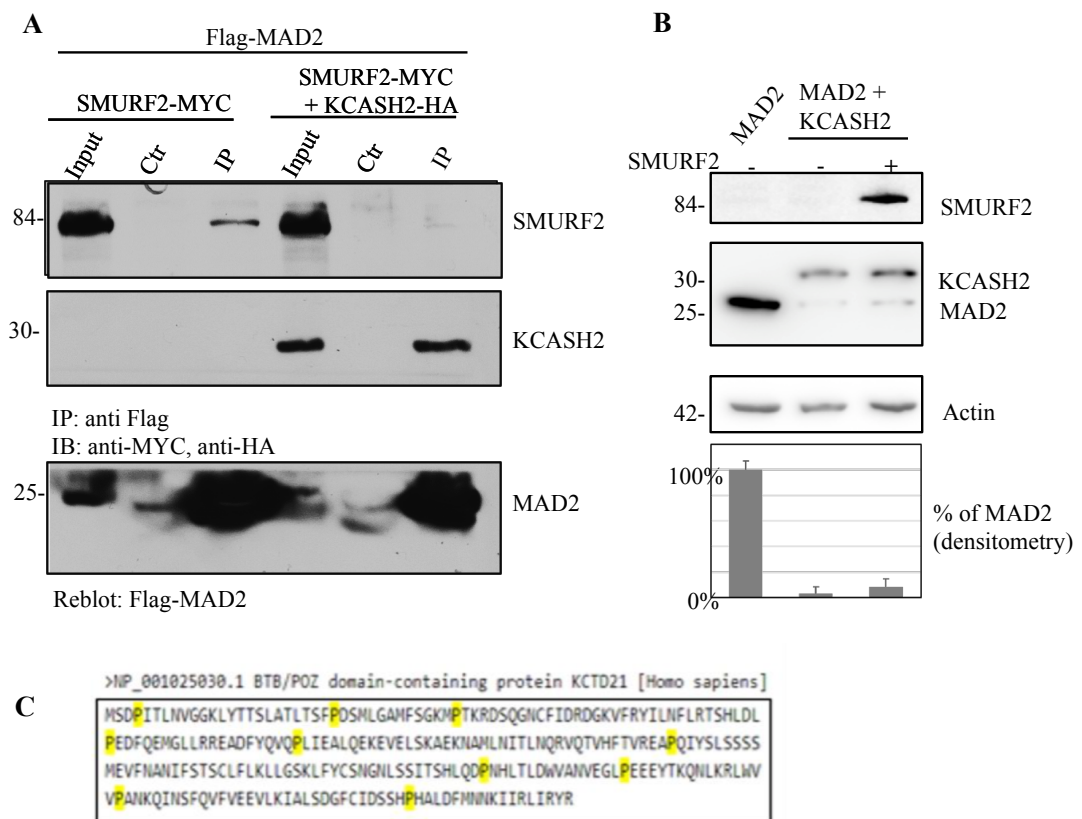 A
Flag-MAD2
SMURF2-MYC
SMURF2-MYC
+ KCASH2-HA
Input
Ctr
IP
Input
Ctr
IP
84-
SMURF2
30-
KCASH2
IP: anti Flag
IB: anti-MYC, anti-HA
25-
MAD2
Reblot: Flag-MAD2
B
MAD2
MAD2 +
KCASH2
SMURF2 - - +
84-
SMURF2
30-
KCASH2
25-
MAD2
42-
Actin
100%
0%
% of MAD2
(densitometry)
C
>NP_001025030.1 BTB/POZ domain-containing protein KCTD21 [Homo sapiens]
MSDPITLNVGGKLYTTSLATLTSFPDSMLGAMFSGKMPTKRDSQGNCFIDRDGKVFRYILNFLRTSHLDL
PEDFQEMGLLRREADFYQVQPLIEALQEKEVELSKAEKNAMLNITLNQRVQTVHFTVREAPQIYSLSSSS
MEVFNANIFSTSCLFLKLLGSKLFYCSNGNLSSITSHLQDPNHLTLDWVANVEGLPEEEYTKQNLKRLWV
VPANKQINSFQVFVEEVLKIALSDGFCIDSSHPHALDFMNNKIIRLIRYR